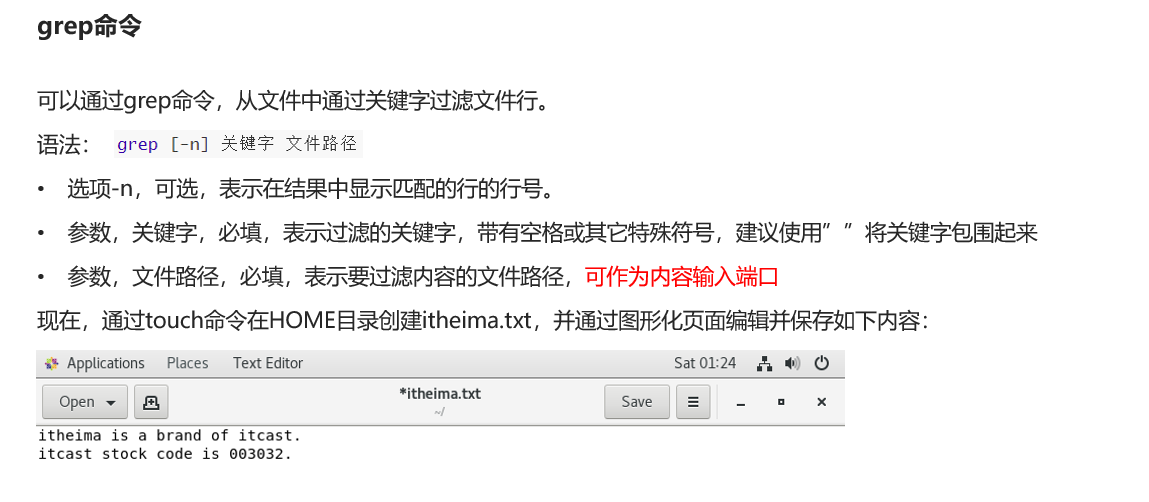 grep命令
可以通过grep命令，从文件中通过关键字过滤文件行。
语法： grep [-n] 关键字 文件路径
• 选项-n，可选，表示在结果中显示匹配的行的行号。
• 参数，关键字，必填，表示过滤的关键字，带有空格或其它特殊符号，建议使用””将关键字包围起来
• 参数，文件路径，必填，表示要过滤内容的文件路径，可作为内容输入端口
现在，通过touch命令在HOME目录创建itheima.txt，并通过图形化页面编辑并保存如下内容：
Applications Places Text Editor Sat 01:24
Open *itheima.txt Save
~/
itheima is a brand of itcast.
itcast stock code is 003032.